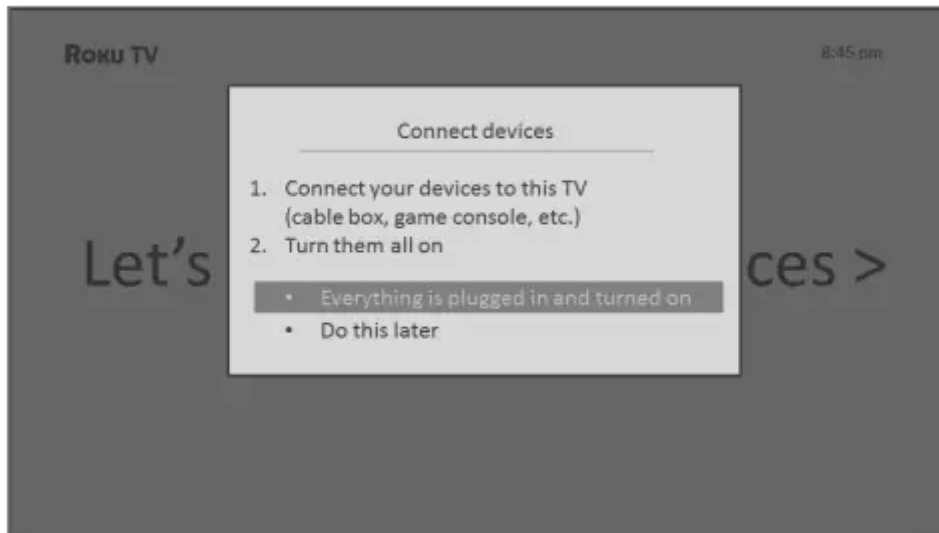 Roku TV
8:45 pm
Connect devices
1. Connect your devices to this TV
(cable box, game console, etc.)
2. Turn them all on
Let's
ces >
• Everything is plugged in and turned on
• Do this later